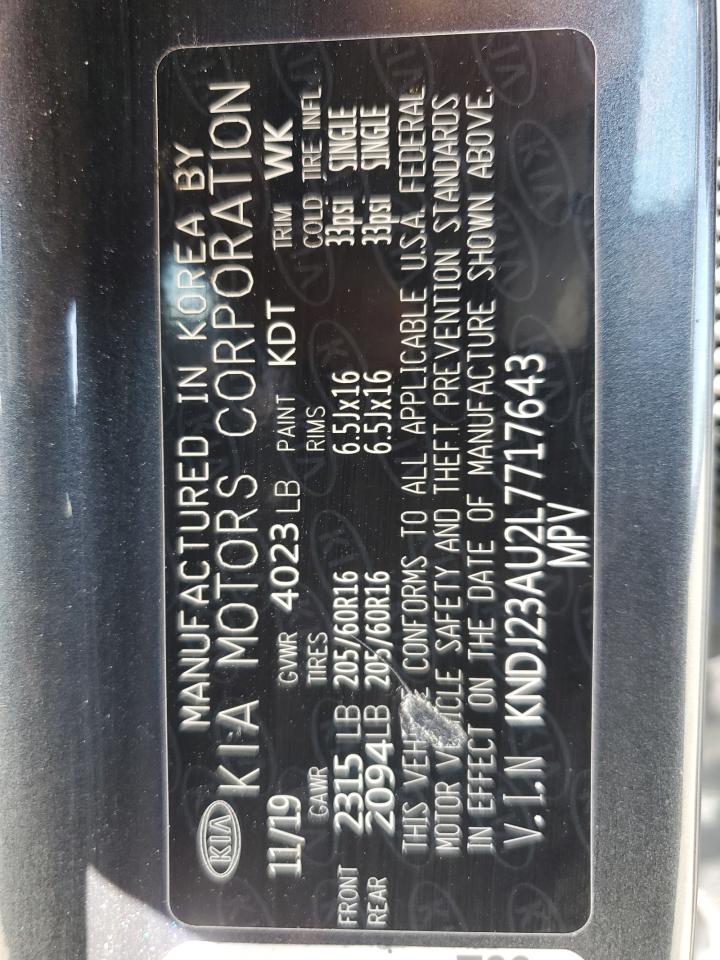 KIA MANUFACTURED IN KOREA BY
KIA MOTORS CORPORATION
11/19 GVWR 4023 LB PAINT KDT TRIM WK
GAWR TIRES RIMS COLD TIRE INFL.
FRONT 2315 LB 205/60R16 6.5Jx16 33psi SINGLE
REAR 2094LB 205/60R16 6.5Jx16 33psi SINGLE
THIS CONFORMS TO ALL APPLICABLE U.S.A. FEDERAL
MOTOR SAFETY AND THEFT PREVENTION STANDARDS
IN EFFECT ON THE DATE OF MANUFACTURE SHOWN ABOVE.
V.I.N KNDJ23AU2L7717643
MPV